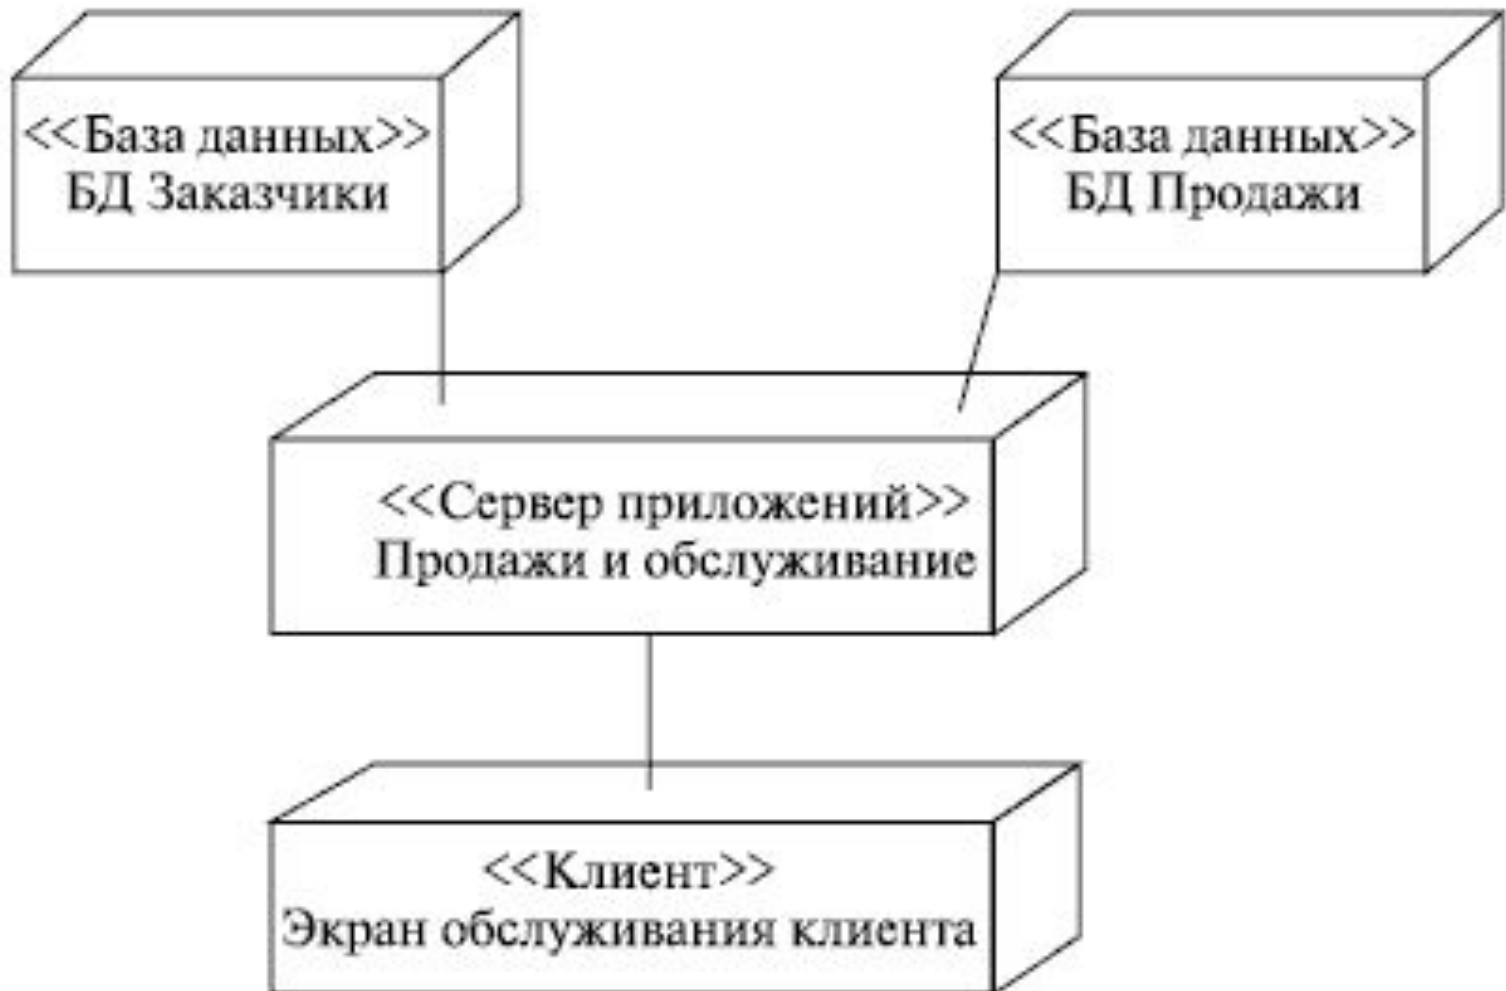 <<База данных>>
БД Заказчики
<<База данных>>
БД Продажи
<<Сервер приложений>>
Продажи и обслуживание
<<Клиент>>
Экран обслуживания клиента